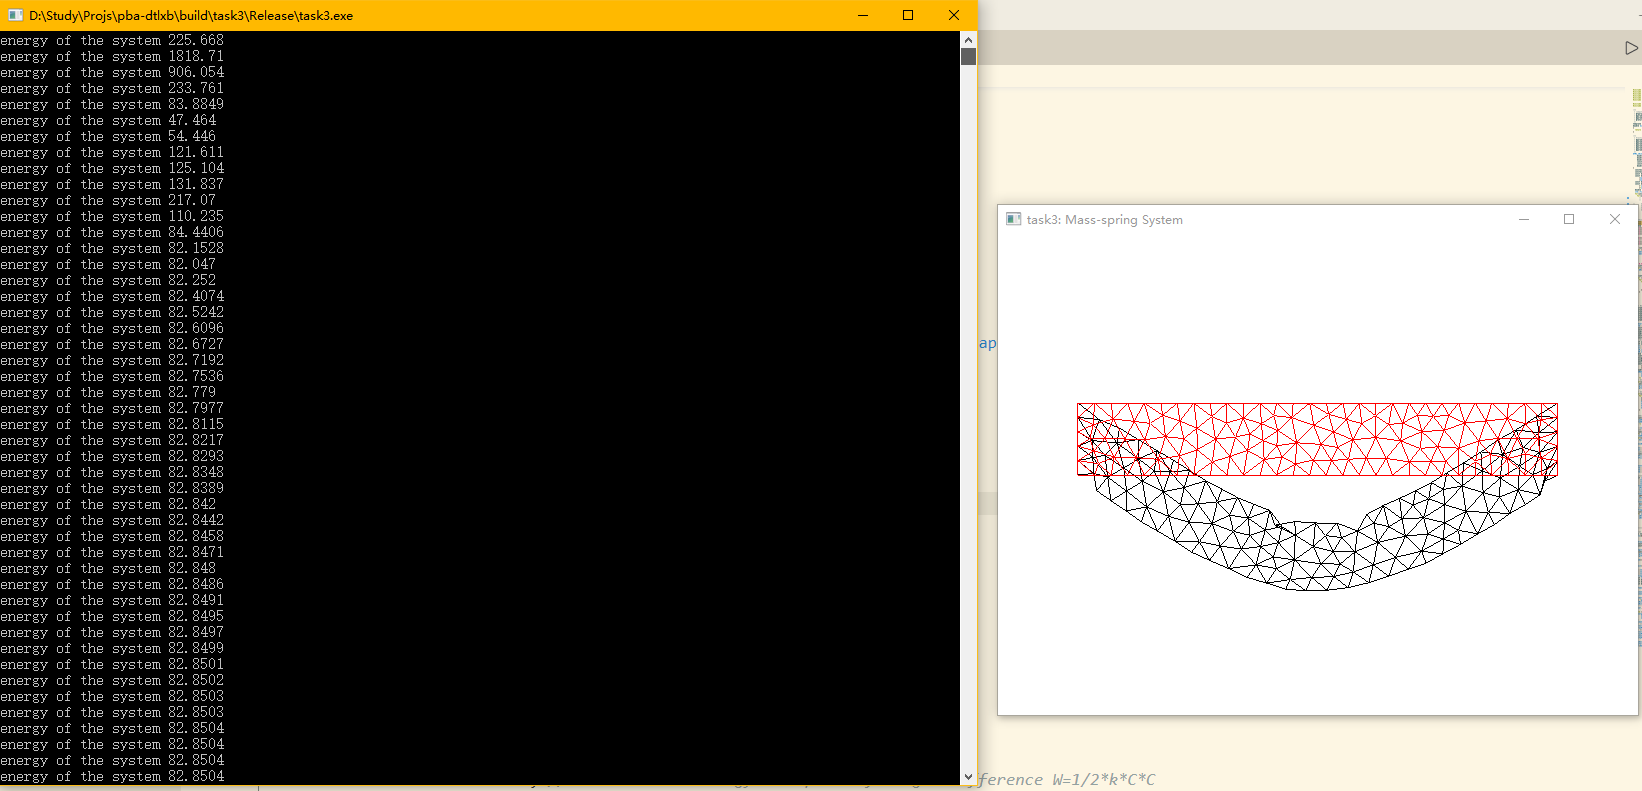 D:\Study\Projs\pba-dtlxb\build\task3\Release\task3.exe
energy of the system 225.668
energy of the system 1818.71
energy of the system 906.054
energy of the system 233.761
energy of the system 83.8849
energy of the system 47.464
energy of the system 54.446
energy of the system 121.611
energy of the system 125.104
energy of the system 131.837
energy of the system 217.07
energy of the system 110.235
energy of the system 84.4406
energy of the system 82.1528
energy of the system 82.047
energy of the system 82.252
energy of the system 82.4074
energy of the system 82.5242
energy of the system 82.6096
energy of the system 82.6727
energy of the system 82.7192
energy of the system 82.7536
energy of the system 82.779
energy of the system 82.7977
energy of the system 82.8115
energy of the system 82.8217
energy of the system 82.8293
energy of the system 82.8348
energy of the system 82.8389
energy of the system 82.842
energy of the system 82.8442
energy of the system 82.8458
energy of the system 82.8471
energy of the system 82.848
energy of the system 82.8486
energy of the system 82.8491
energy of the system 82.8495
energy of the system 82.8497
energy of the system 82.8499
energy of the system 82.8501
energy of the system 82.8502
energy of the system 82.8503
energy of the system 82.8503
energy of the system 82.8504
energy of the system 82.8504
energy of the system 82.8504
energy of the system 82.8504
task3: Mass-spring System
ap
ference W=1/2*k*C*C